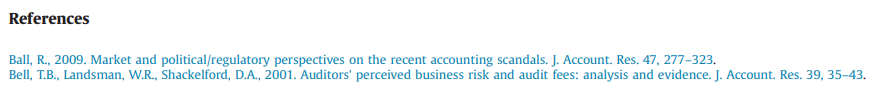 References
Ball, R., 2009. Market and political/regulatory perspectives on the recent accounting scandals. J. Account. Res. 47, 277–323.
Bell, T.B., Landsman, W.R., Shackelford, D.A., 2001. Auditors' perceived business risk and audit fees: analysis and evidence. J. Account. Res. 39, 35–43.